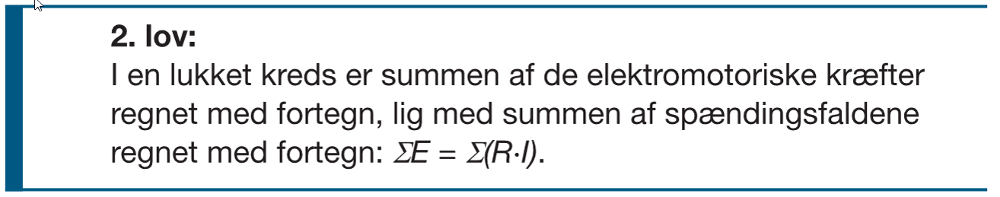 2. lov:
I en lukket kreds er summen af de elektromotoriske kræfter
regnet med fortegn, lig med summen af spændingsfaldene
regnet med fortegn: ΣE = Σ(R·I).